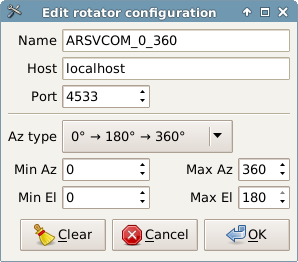 Edit rotator configuration
Name ARSVCOM_0_360
Host localhost
Port 4533
Az type 0° → 180° → 360°
Min Az 0 Max Az 360
Min El 0 Max El 180
Clear Cancel OK